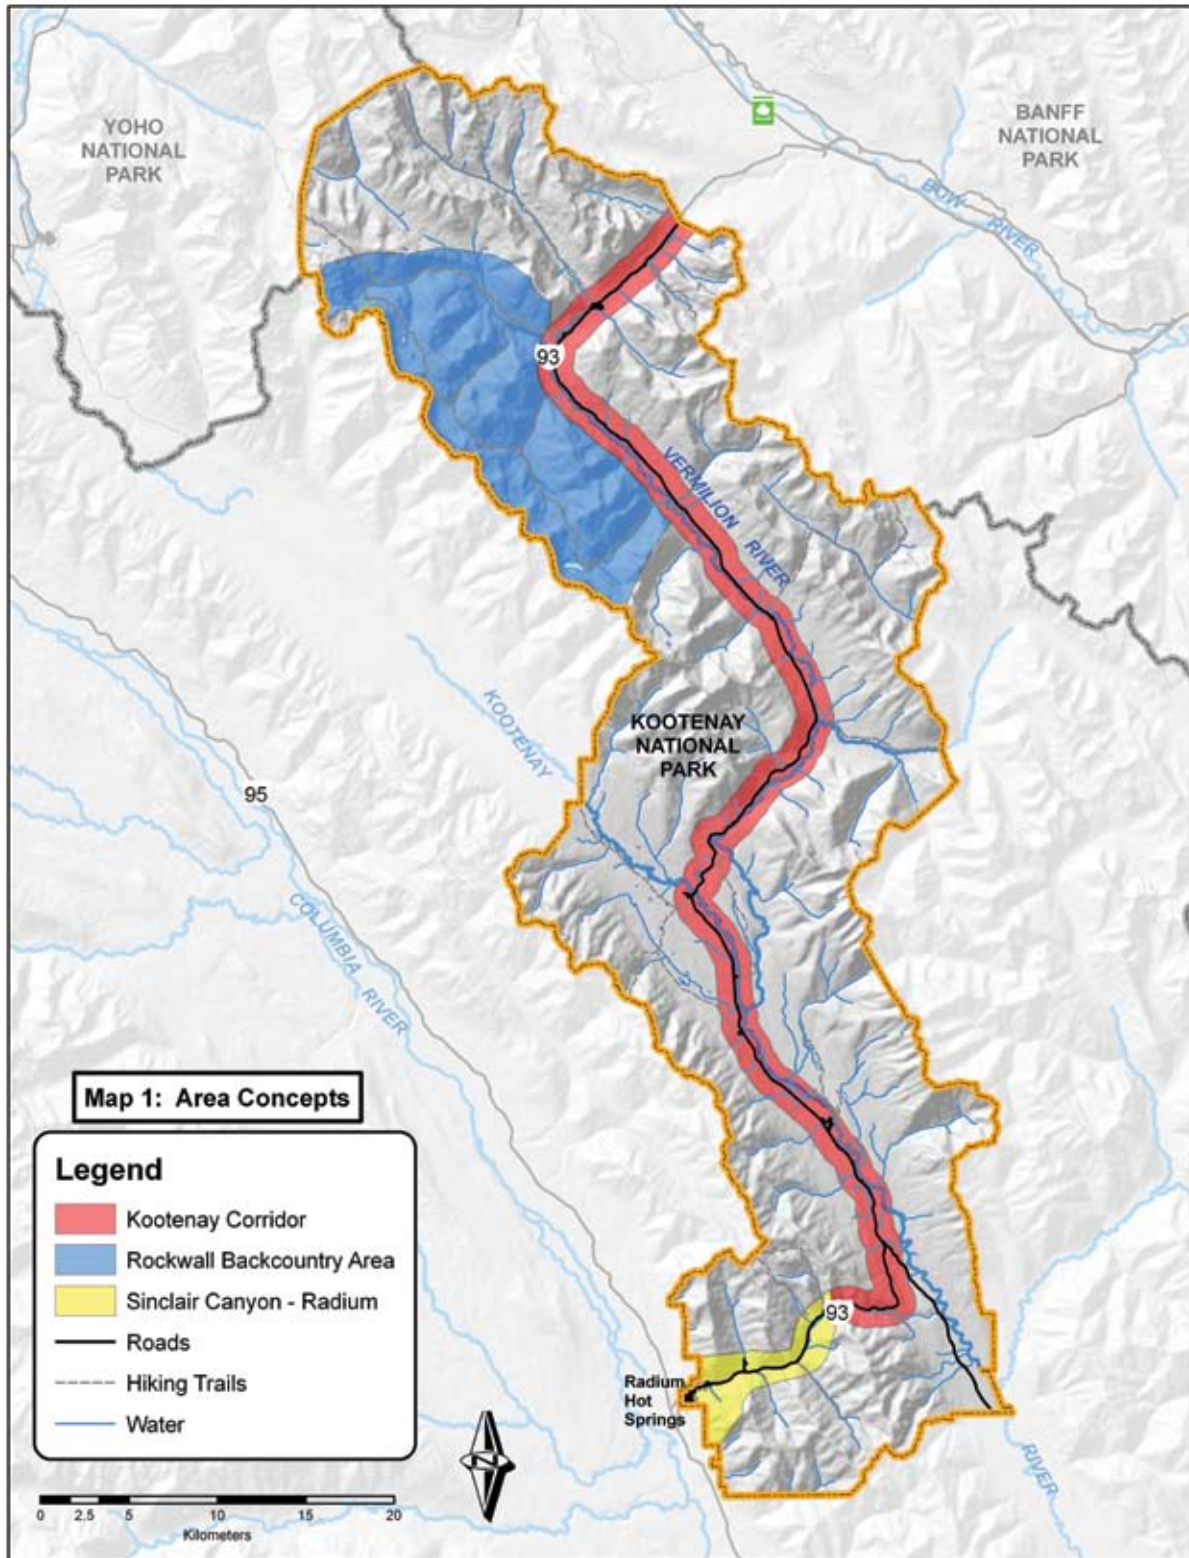 YOHO
NATIONAL
PARK
BANFF
NATIONAL
PARK
BOW RIVER
93
VERMILION RIVER
KOOTENAY
KOOTENAY
NATIONAL
PARK
95
COLUMBIA RIVER
Map 1: Area Concepts
Legend
Kootenay Corridor
Rockwall Backcountry Area
Sinclair Canyon - Radium
Roads
Hiking Trails
Water
93
Radium
Hot
Springs
RIVER
N
0 2.5 5 10 15 20
Kilometers